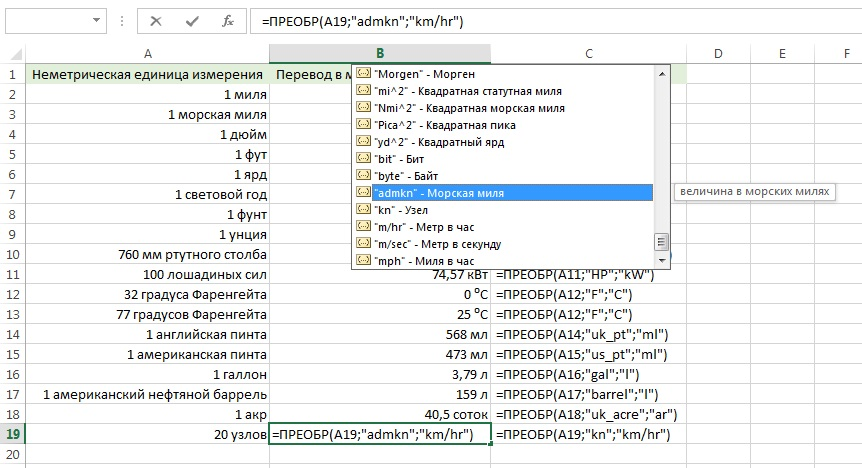 fx =ПРЕОБР(A19;"admkn";"km/hr")
A B C D E F
1 Неметрическая единица измерения Перевод в м
2 1 миля
3 1 морская миля
4 1 дюйм
5 1 фут
6 1 ярд
7 1 световой год
8 1 фунт
9 1 унция
10 760 мм ртутного столба
11 100 лошадиных сил 74,57 кВт =ПРЕОБР(A11;"HP";"kW")
12 32 градуса Фаренгейта 0 ⁰C =ПРЕОБР(A12;"F";"C")
13 77 градусов Фаренгейта 25 ⁰C =ПРЕОБР(A12;"F";"C")
14 1 английская пинта 568 мл =ПРЕОБР(A14;"uk_pt";"ml")
15 1 американская пинта 473 мл =ПРЕОБР(A15;"us_pt";"ml")
16 1 галлон 3,79 л =ПРЕОБР(A16;"gal";"l")
17 1 американский нефтяной баррель 159 л =ПРЕОБР(A17;"barrel";"l")
18 1 акр 40,5 соток =ПРЕОБР(A18;"uk_acre";"ar")
19 20 узлов =ПРЕОБР(A19;"admkn";"km/hr") =ПРЕОБР(A19;"kn";"km/hr")
20
"Morgen" - Морген
"mi^2" - Квадратная статутная миля
"Nmi^2" - Квадратная морская миля
"Pica^2" - Квадратная пика
"yd^2" - Квадратный ярд
"bit" - Бит
"byte" - Байт
"admkn" - Морская миля
"kn" - Узел
"m/hr" - Метр в час
"m/sec" - Метр в секунду
"mph" - Миля в час
величина в морских милях